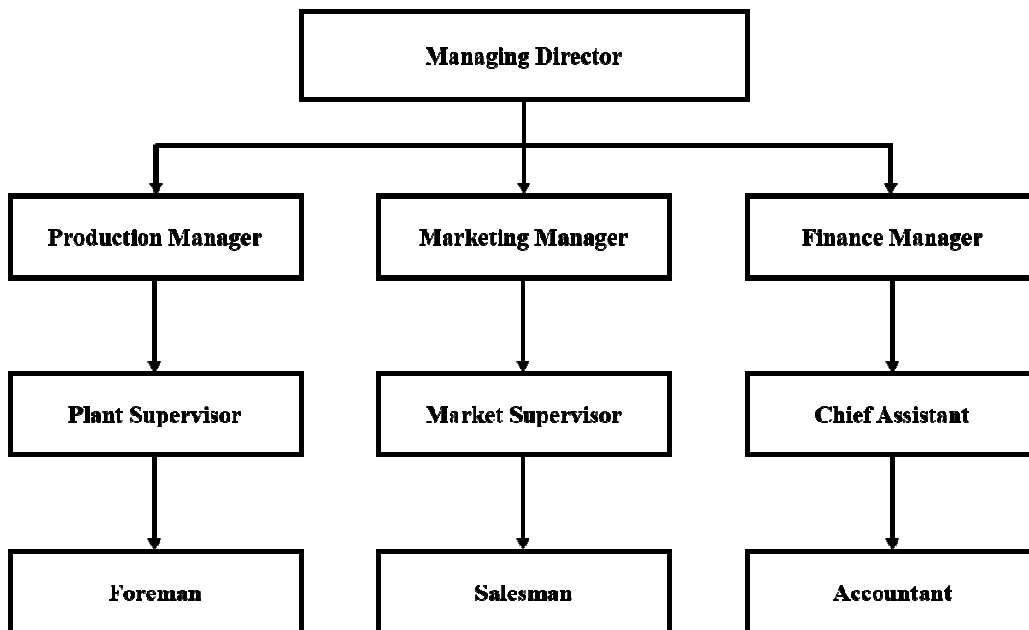 Managing Director
Production Manager
Marketing Manager
Finance Manager
Plant Supervisor
Market Supervisor
Chief Assistant
Foreman
Salesman
Accountant